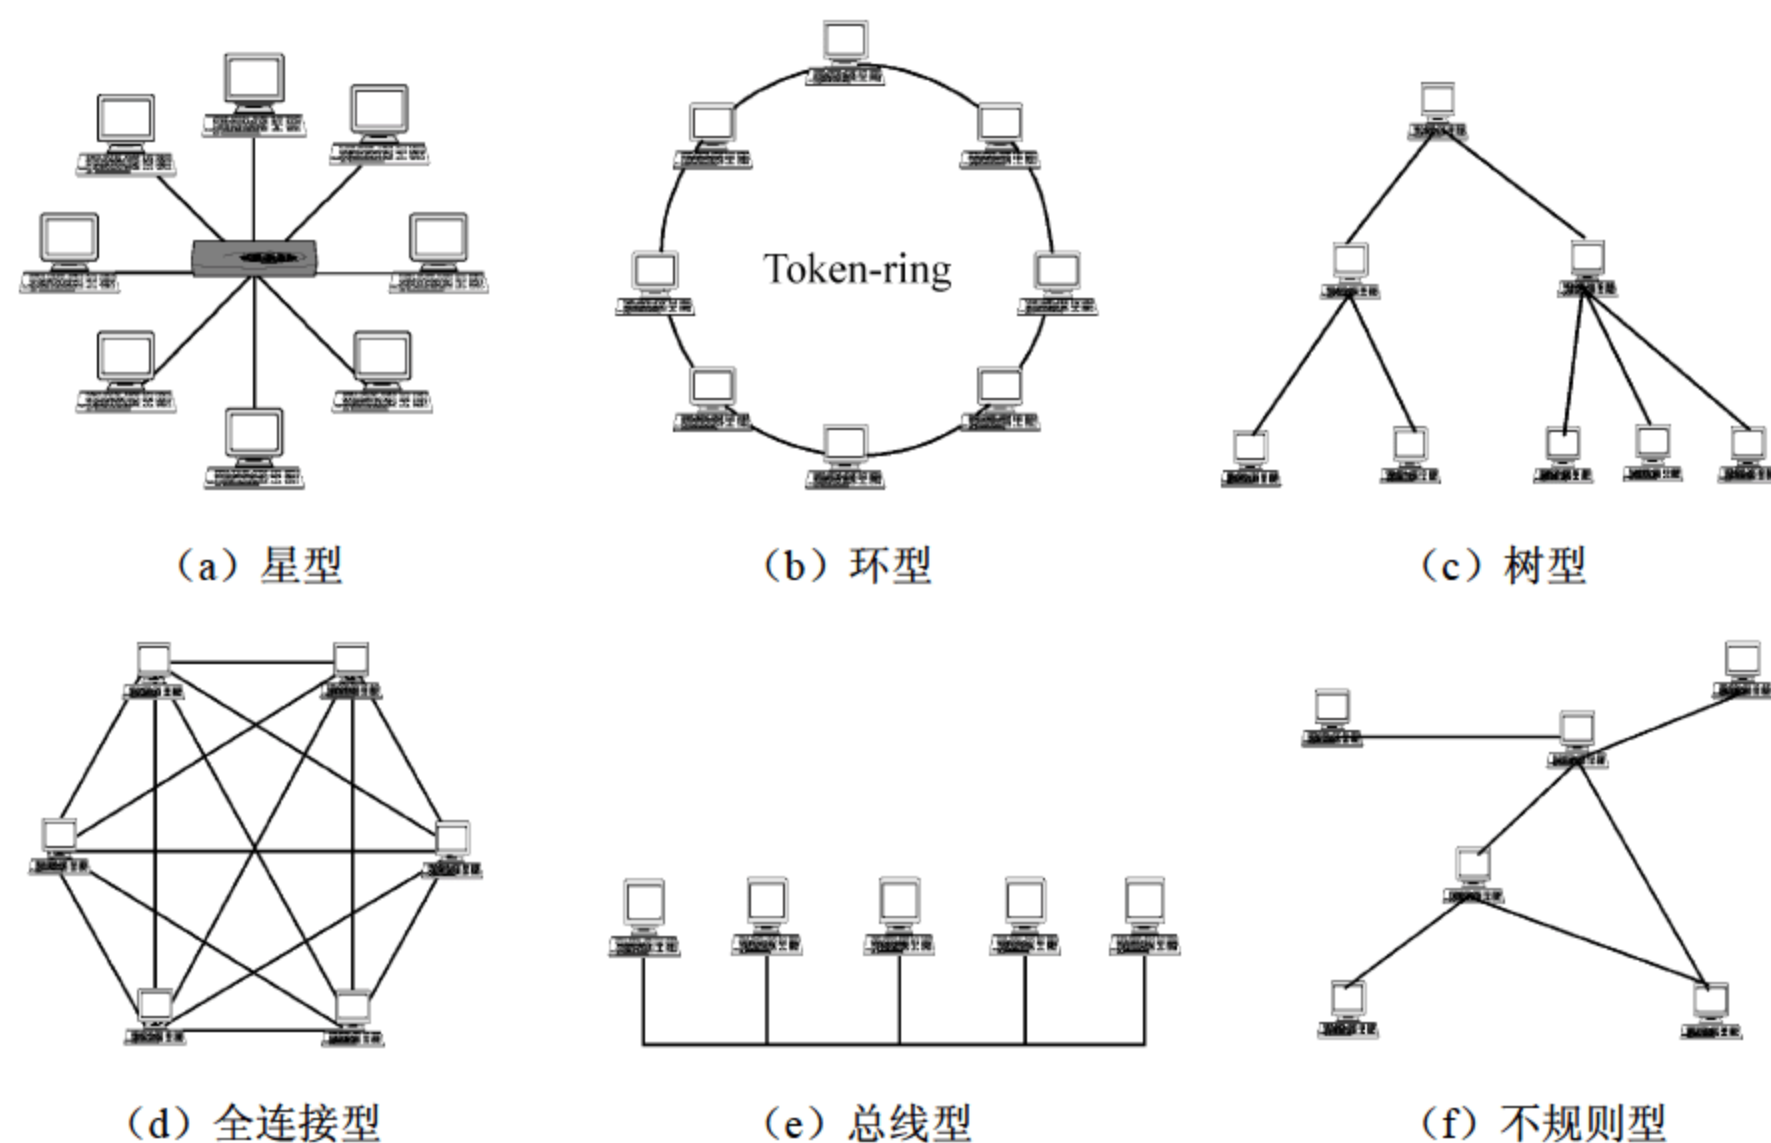 Token-ring
（a）星型
（b）环型
（c）树型
（d）全连接型
（e）总线型
（f）不规则型